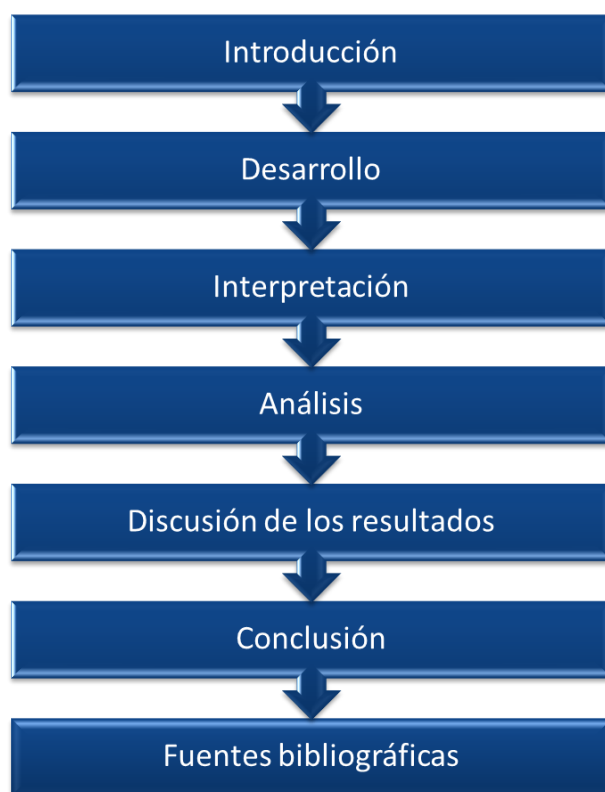 Introducción
Desarrollo
Interpretación
Análisis
Discusión de los resultados
Conclusión
Fuentes bibliográficas